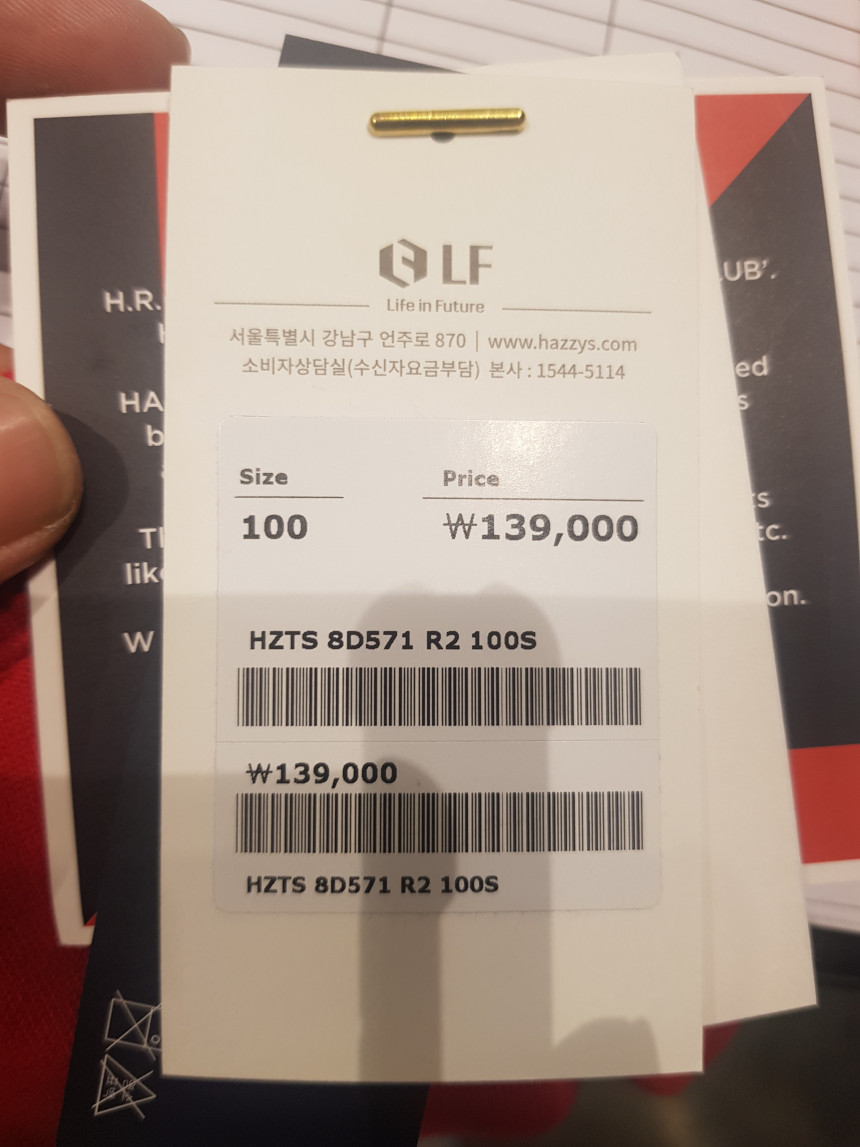 LF
Life in Future
서울특별시 강남구 언주로 870 | www.hazzys.com
소비자상담실(수신자요금부담) 본사 : 1544-5114
Size Price
100 ₩139,000
HZTS 8D571 R2 100S
₩139,000
HZTS 8D571 R2 100S
H.R.
HA
b
Tl
lik
W
UB’.
ed
s
ts
tc.
on.